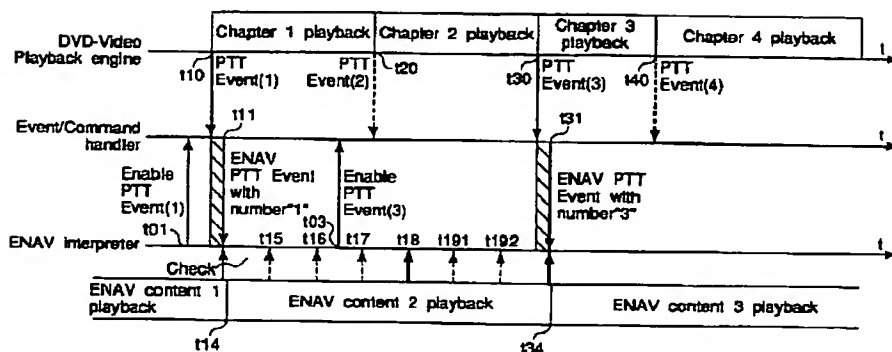 Chapter 1 playback
Chapter 2 playback
Chapter 3 playback
Chapter 4 playback
DVD-Video
Playback engine
t
t10
PTT
Event(1)
PTT
Event(2)
t20
t30
PTT
Event(3)
t40
PTT
Event(4)
t11
t31
Event/Command
handler
t
Enable
PTT
Event(1)
ENAV
PTT Event
with
number"1"
Enable
PTT
Event(3)
ENAV PTT
Event with
number"3"
t01
t03
ENAV interpreter
t15
t16
t17
t18
t191
t192
t
Check
ENAV content 1
playback
ENAV content 2 playback
ENAV content 3 playback
t14
t34